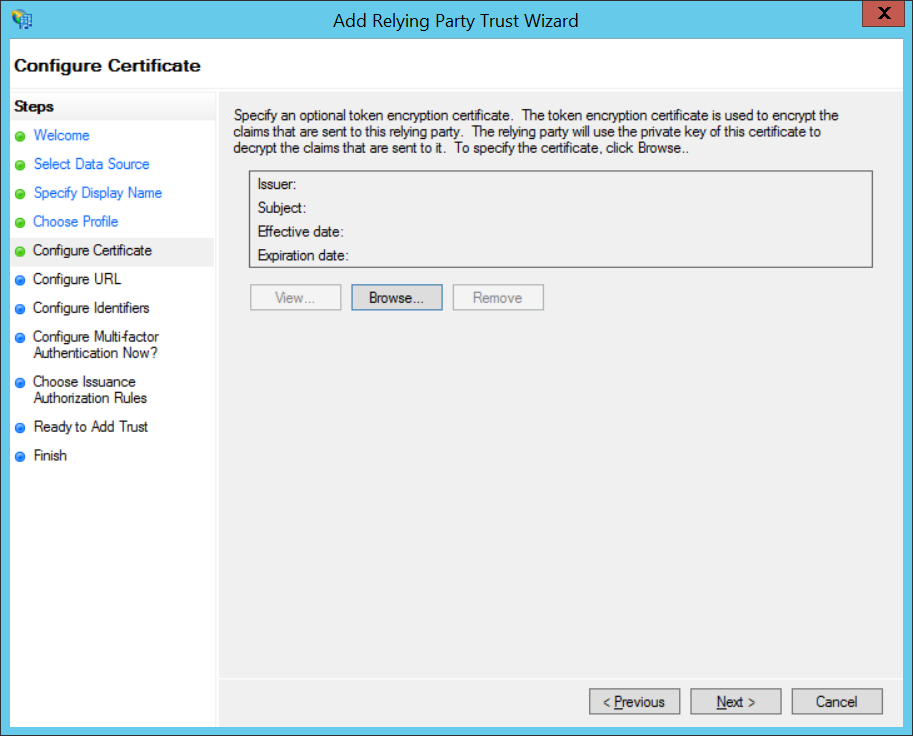 Add Relying Party Trust Wizard
X
Configure Certificate
Steps
Welcome
Select Data Source
Specify Display Name
Choose Profile
Configure Certificate
Configure URL
Configure Identifiers
Configure Multi-factor
Authentication Now?
Choose Issuance
Authorization Rules
Ready to Add Trust
Finish
Specify an optional token encryption certificate.  The token encryption certificate is used to encrypt the
claims that are sent to this relying party.  The relying party will use the private key of this certificate to
decrypt the claims that are sent to it.  To specify the certificate, click Browse..
Issuer:
Subject:
Effective date:
Expiration date:
View...
Browse...
Remove
< Previous
Next >
Cancel